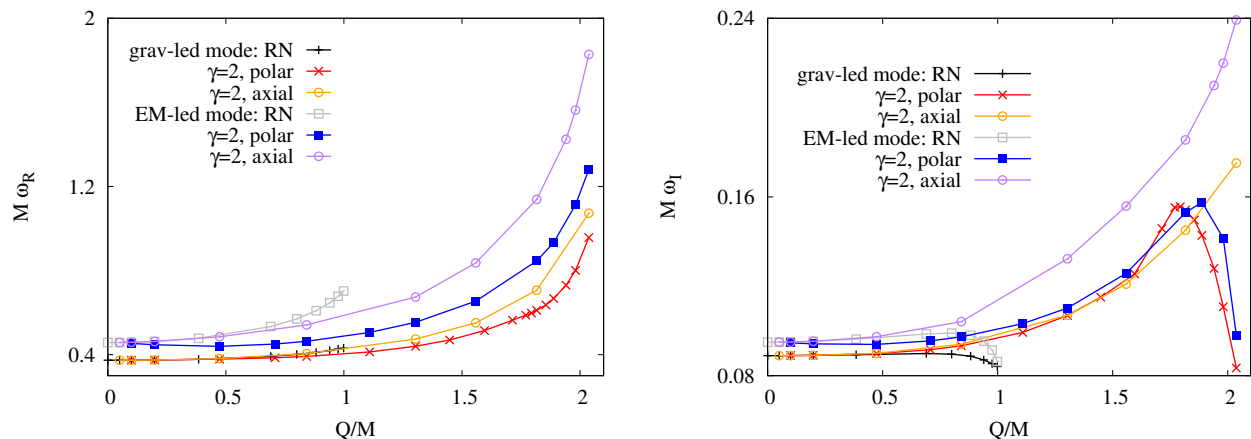 2
1.2
0.4
M ω_R
grav-led mode: RN
γ=2, polar
γ=2, axial
EM-led mode: RN
γ=2, polar
γ=2, axial
0
0.5
1
1.5
2
Q/M
0.24
0.16
0.08
M ω_I
grav-led mode: RN
γ=2, polar
γ=2, axial
EM-led mode: RN
γ=2, polar
γ=2, axial
0
0.5
1
1.5
2
Q/M